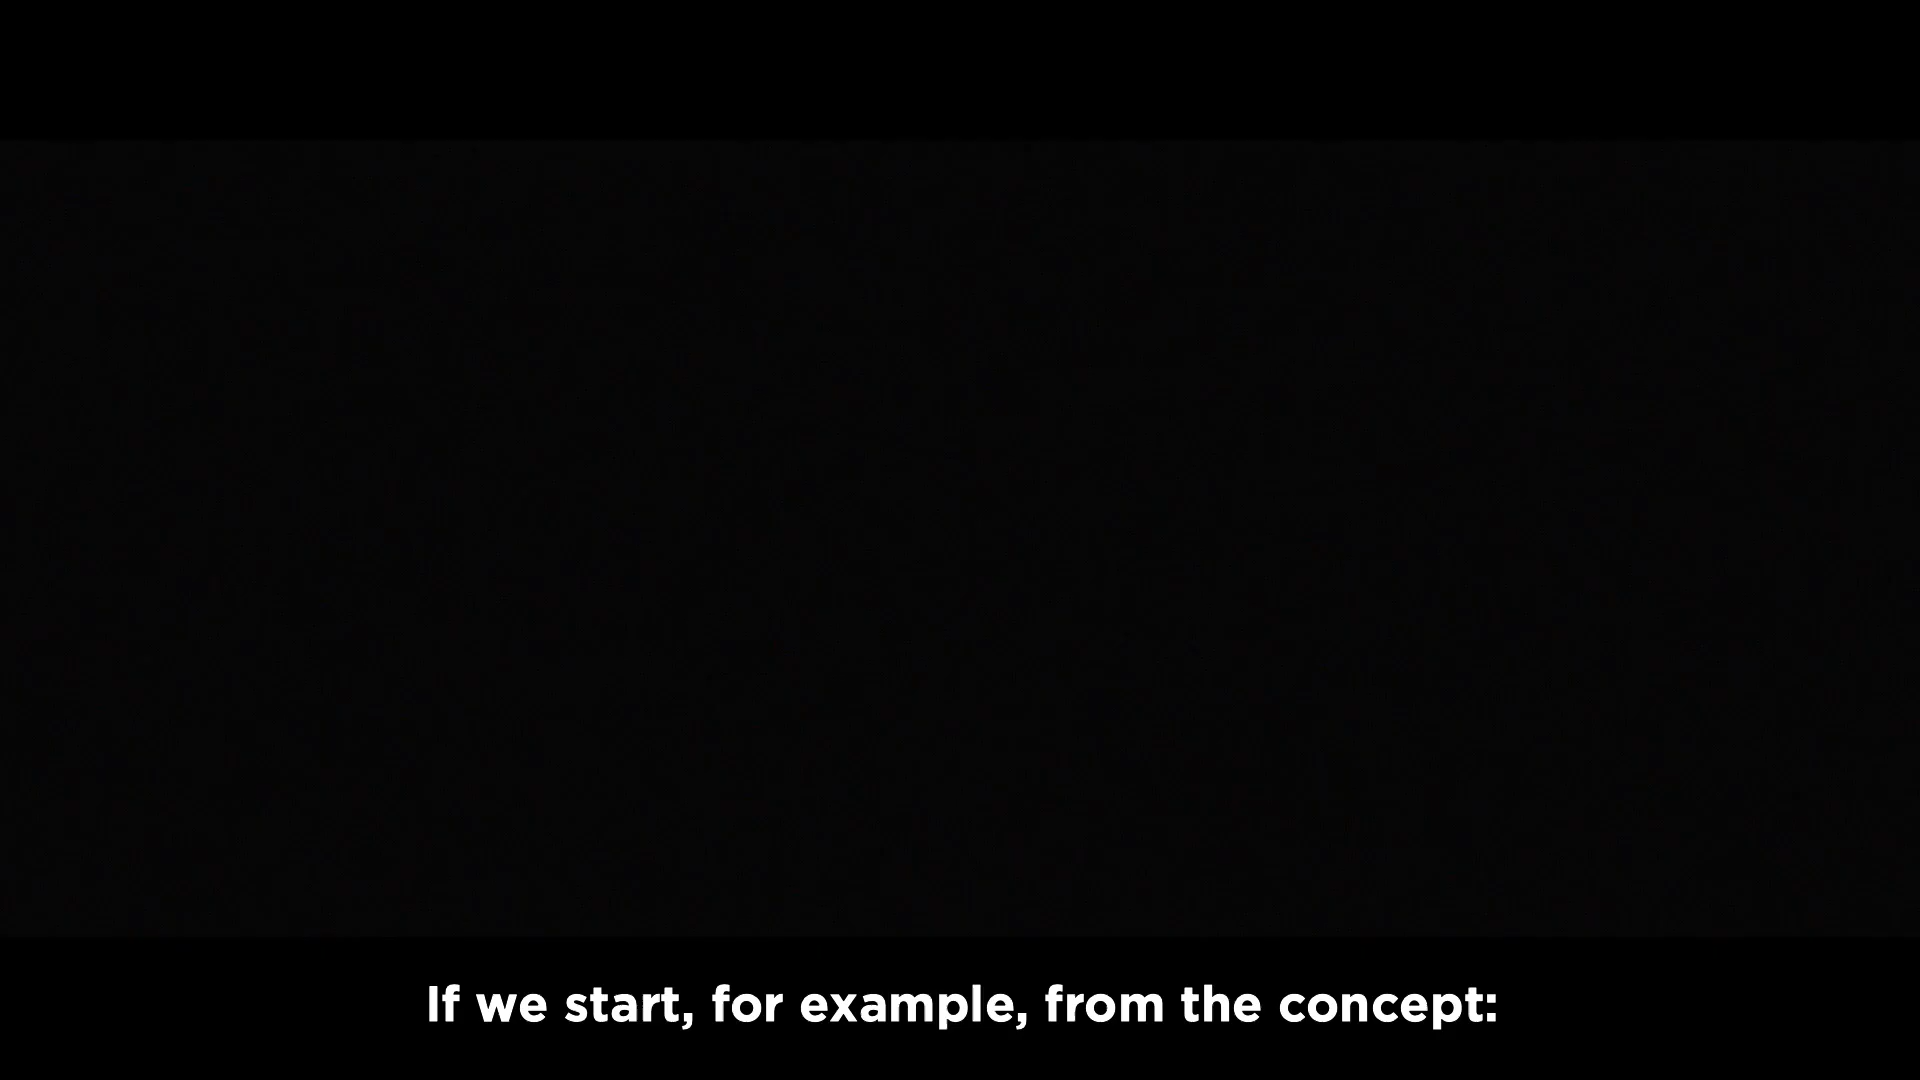 If we start, for example, from the concept: